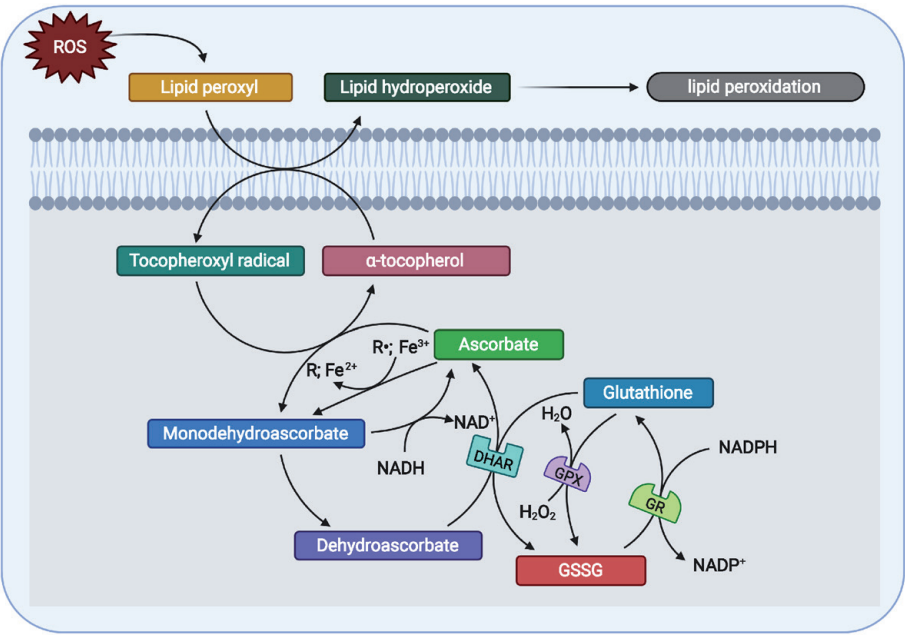 ROS
Lipid peroxyl
Lipid hydroperoxide
lipid peroxidation
Tocopheroxyl radical
α-tocopherol
Ascorbate
R•; Fe³⁺
R; Fe²⁺
Glutathione
Monodehydroascorbate
NAD⁺
H₂O
NADH
DHAR
GPX
NADPH
GR
H₂O₂
Dehydroascorbate
GSSG
NADP⁺